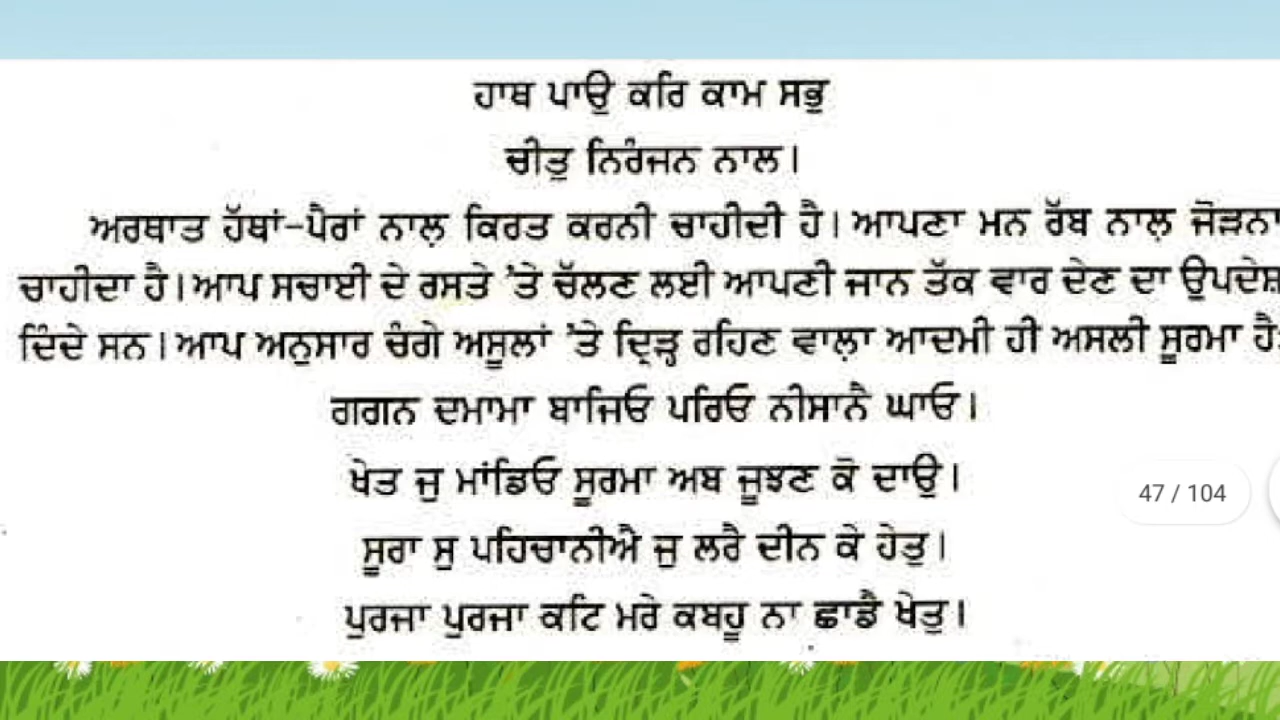 ਹਾਥ ਪਾਉ ਕਰਿ ਕਾਮ ਸਭੁ
ਚੀਤੁ ਨਿਰੰਜਨ ਨਾਲ।
ਅਰਥਾਤ ਹੱਥਾਂ-ਪੈਰਾਂ ਨਾਲ਼ ਕਿਰਤ ਕਰਨੀ ਚਾਹੀਦੀ ਹੈ। ਆਪਣਾ ਮਨ ਰੱਬ ਨਾਲ਼ ਜੋੜਨਾ
ਚਾਹੀਦਾ ਹੈ। ਆਪ ਸਚਾਈ ਦੇ ਰਸਤੇ 'ਤੇ ਚੱਲਣ ਲਈ ਆਪਣੀ ਜਾਨ ਤੱਕ ਵਾਰ ਦੇਣ ਦਾ ਉਪਦੇਸ਼
ਦਿੰਦੇ ਸਨ। ਆਪ ਅਨੁਸਾਰ ਚੰਗੇ ਅਸੂਲਾਂ 'ਤੇ ਦ੍ਰਿੜ੍ਹ ਰਹਿਣ ਵਾਲ਼ਾ ਆਦਮੀ ਹੀ ਅਸਲੀ ਸੂਰਮਾ ਹੈ:
ਗਗਨ ਦਮਾਮਾ ਬਾਜਿਓ ਪਰਿਓ ਨੀਸਾਨੈ ਘਾਓ।
ਖੇਤ ਜੁ ਮਾਂਡਿਓ ਸੂਰਮਾ ਅਬ ਜੂਝਣ ਕੋ ਦਾਉ।
ਸੂਰਾ ਸੁ ਪਹਿਚਾਨੀਐ ਜੁ ਲਰੈ ਦੀਨ ਕੇ ਹੇਤੁ।
ਪੁਰਜਾ ਪੁਰਜਾ ਕਟਿ ਮਰੇ ਕਬਹੂ ਨਾ ਛਾਡੈ ਖੇਤੁ।
47 / 104